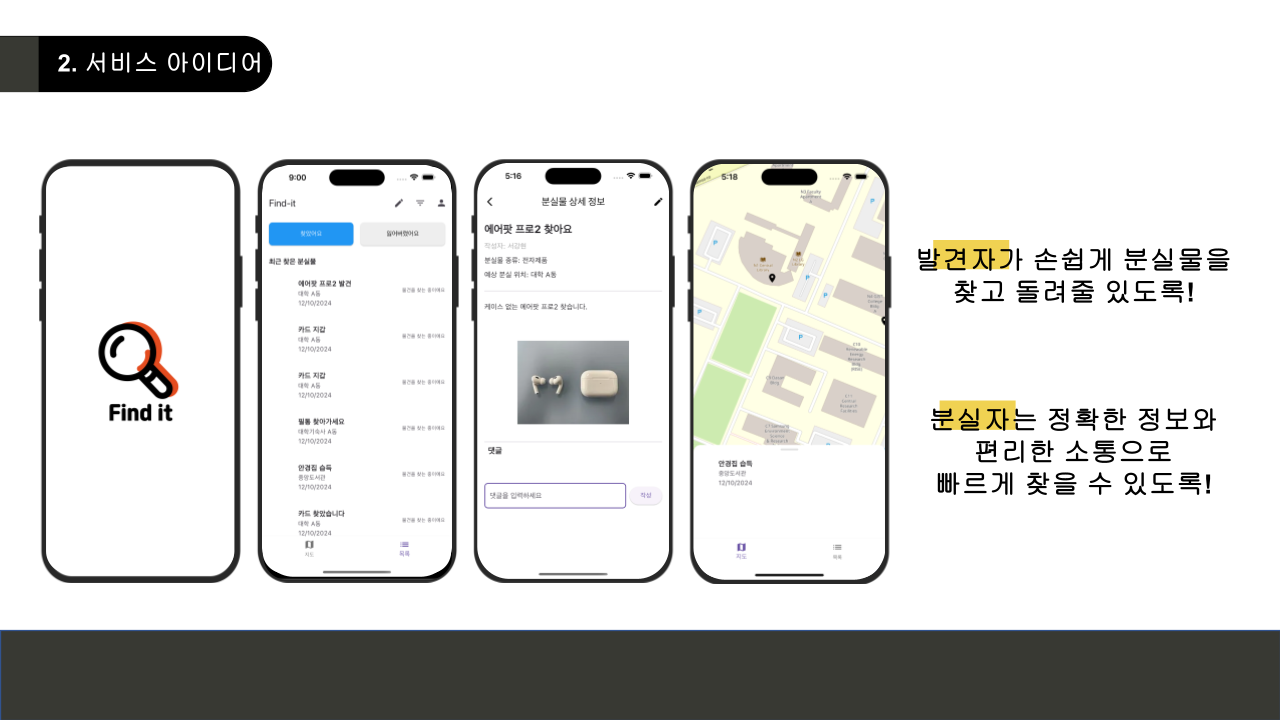 2. 서비스 아이디어
Find it
9:00
Find-it
찾았어요
잃어버렸어요
최근 찾은 분실물
에어팟 프로2 발견
대학 A동
12/10/2024
물건을 찾는 중이에요
카드 지갑
대학 A동
12/10/2024
물건을 찾는 중이에요
카드 지갑
대학 A동
12/10/2024
물건을 찾는 중이에요
필통 찾아가세요
대학기숙사 A동
12/10/2024
물건을 찾는 중이에요
안경집 습득
중앙도서관
12/10/2024
물건을 찾는 중이에요
카드 찾았습니다
대학 A동
12/10/2024
물건을 찾는 중이에요
지도
목록
5:16
분실물 상세 정보
에어팟 프로2 찾아요
분실물 종류: 전자제품
예상 분실 위치: 대학 A동
케이스 없는 에어팟 프로2 찾습니다.
댓글
댓글을 입력하세요
작성
5:18
P
P
P
P
P
P
안경집 습득
중앙도서관
12/10/2024
지도
목록
발견자가 손쉽게 분실물을
찾고 돌려줄 있도록!
분실자는 정확한 정보와
편리한 소통으로
빠르게 찾을 수 있도록!